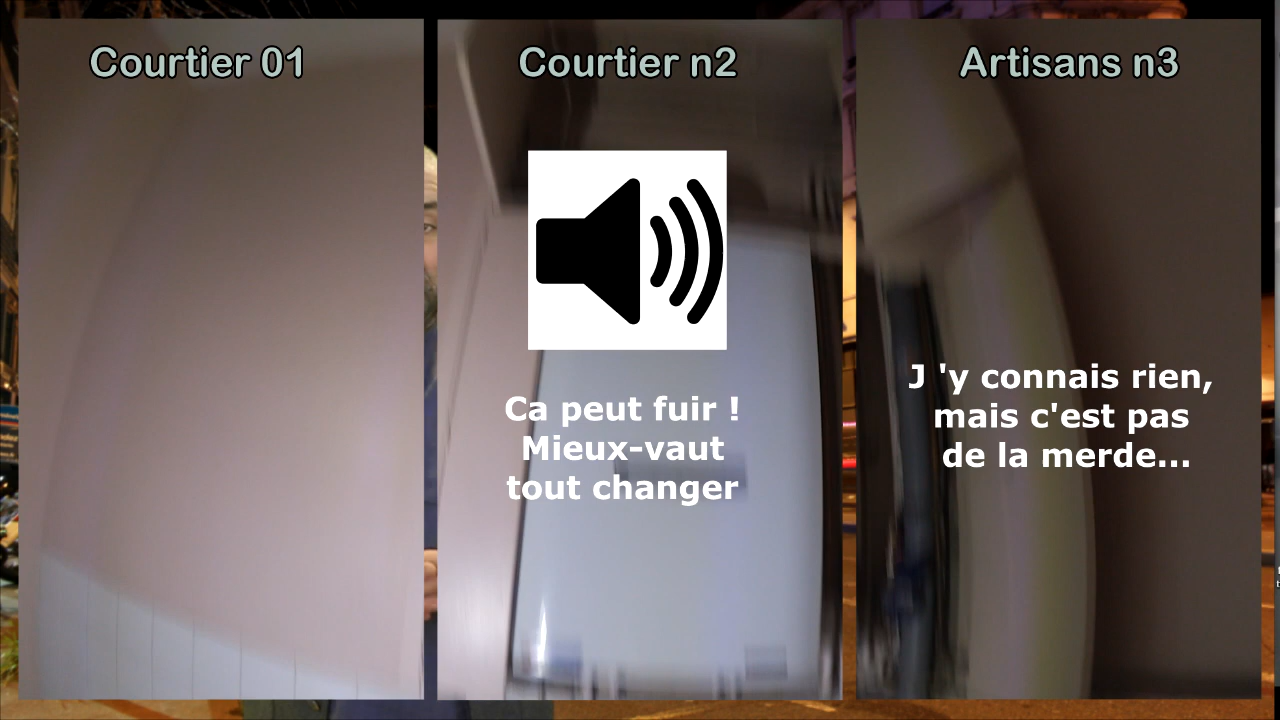 Courtier 01
Courtier n2
Artisans n3
Ca peut fuir !
Mieux-vaut
tout changer
J 'y connais rien,
mais c'est pas
de la merde...